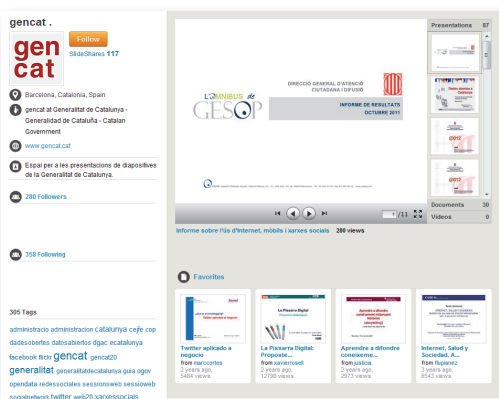 gencat .
gen
cat
Follow
SlideShares 117
Barcelona, Catalonia, Spain
gencat at Generalitat de Catalunya -
Generalidad de Cataluña - Catalan
Government
www.gencat.cat
Espai per a les presentacions de diapositives
de la Generalitat de Catalunya.
280 Followers
358 Following
305 Tags
administracio administracion catalunya cejfe cop
dadesobertes datosabiertos dgac ecatalunya
facebook flickr gencat gencat20
generalitat generalitatdecatalunya guia ogov
opendata redessociales sessionsweb sessioweb
socialnetwork twitter web20 xarxessocials
L'ÒMNIBUS de
GESOP
DIRECCIÓ GENERAL D'ATENCIÓ
CIUTADANA I DIFUSIÓ
INFORME DE RESULTATS
OCTUBRE 2011
1 /11
Presentations 87
Documents 30
Videos 0
Informe sobre l'ús d'Internet, mòbils i xarxes socials 280 views
Favorites
Twitter aplicado a
negocio
from marccortes
2 years ago,
5484 views
La Pissarra Digital
La Pissarra Digital:
Proposte...
from xavierrosell
2 years ago,
12798 views
Aprendre a difondre
coneixeme...
from justicia
2 years ago,
2973 views
Internet, Salud y
Sociedad. A...
from flupianez
3 years ago,
6543 views